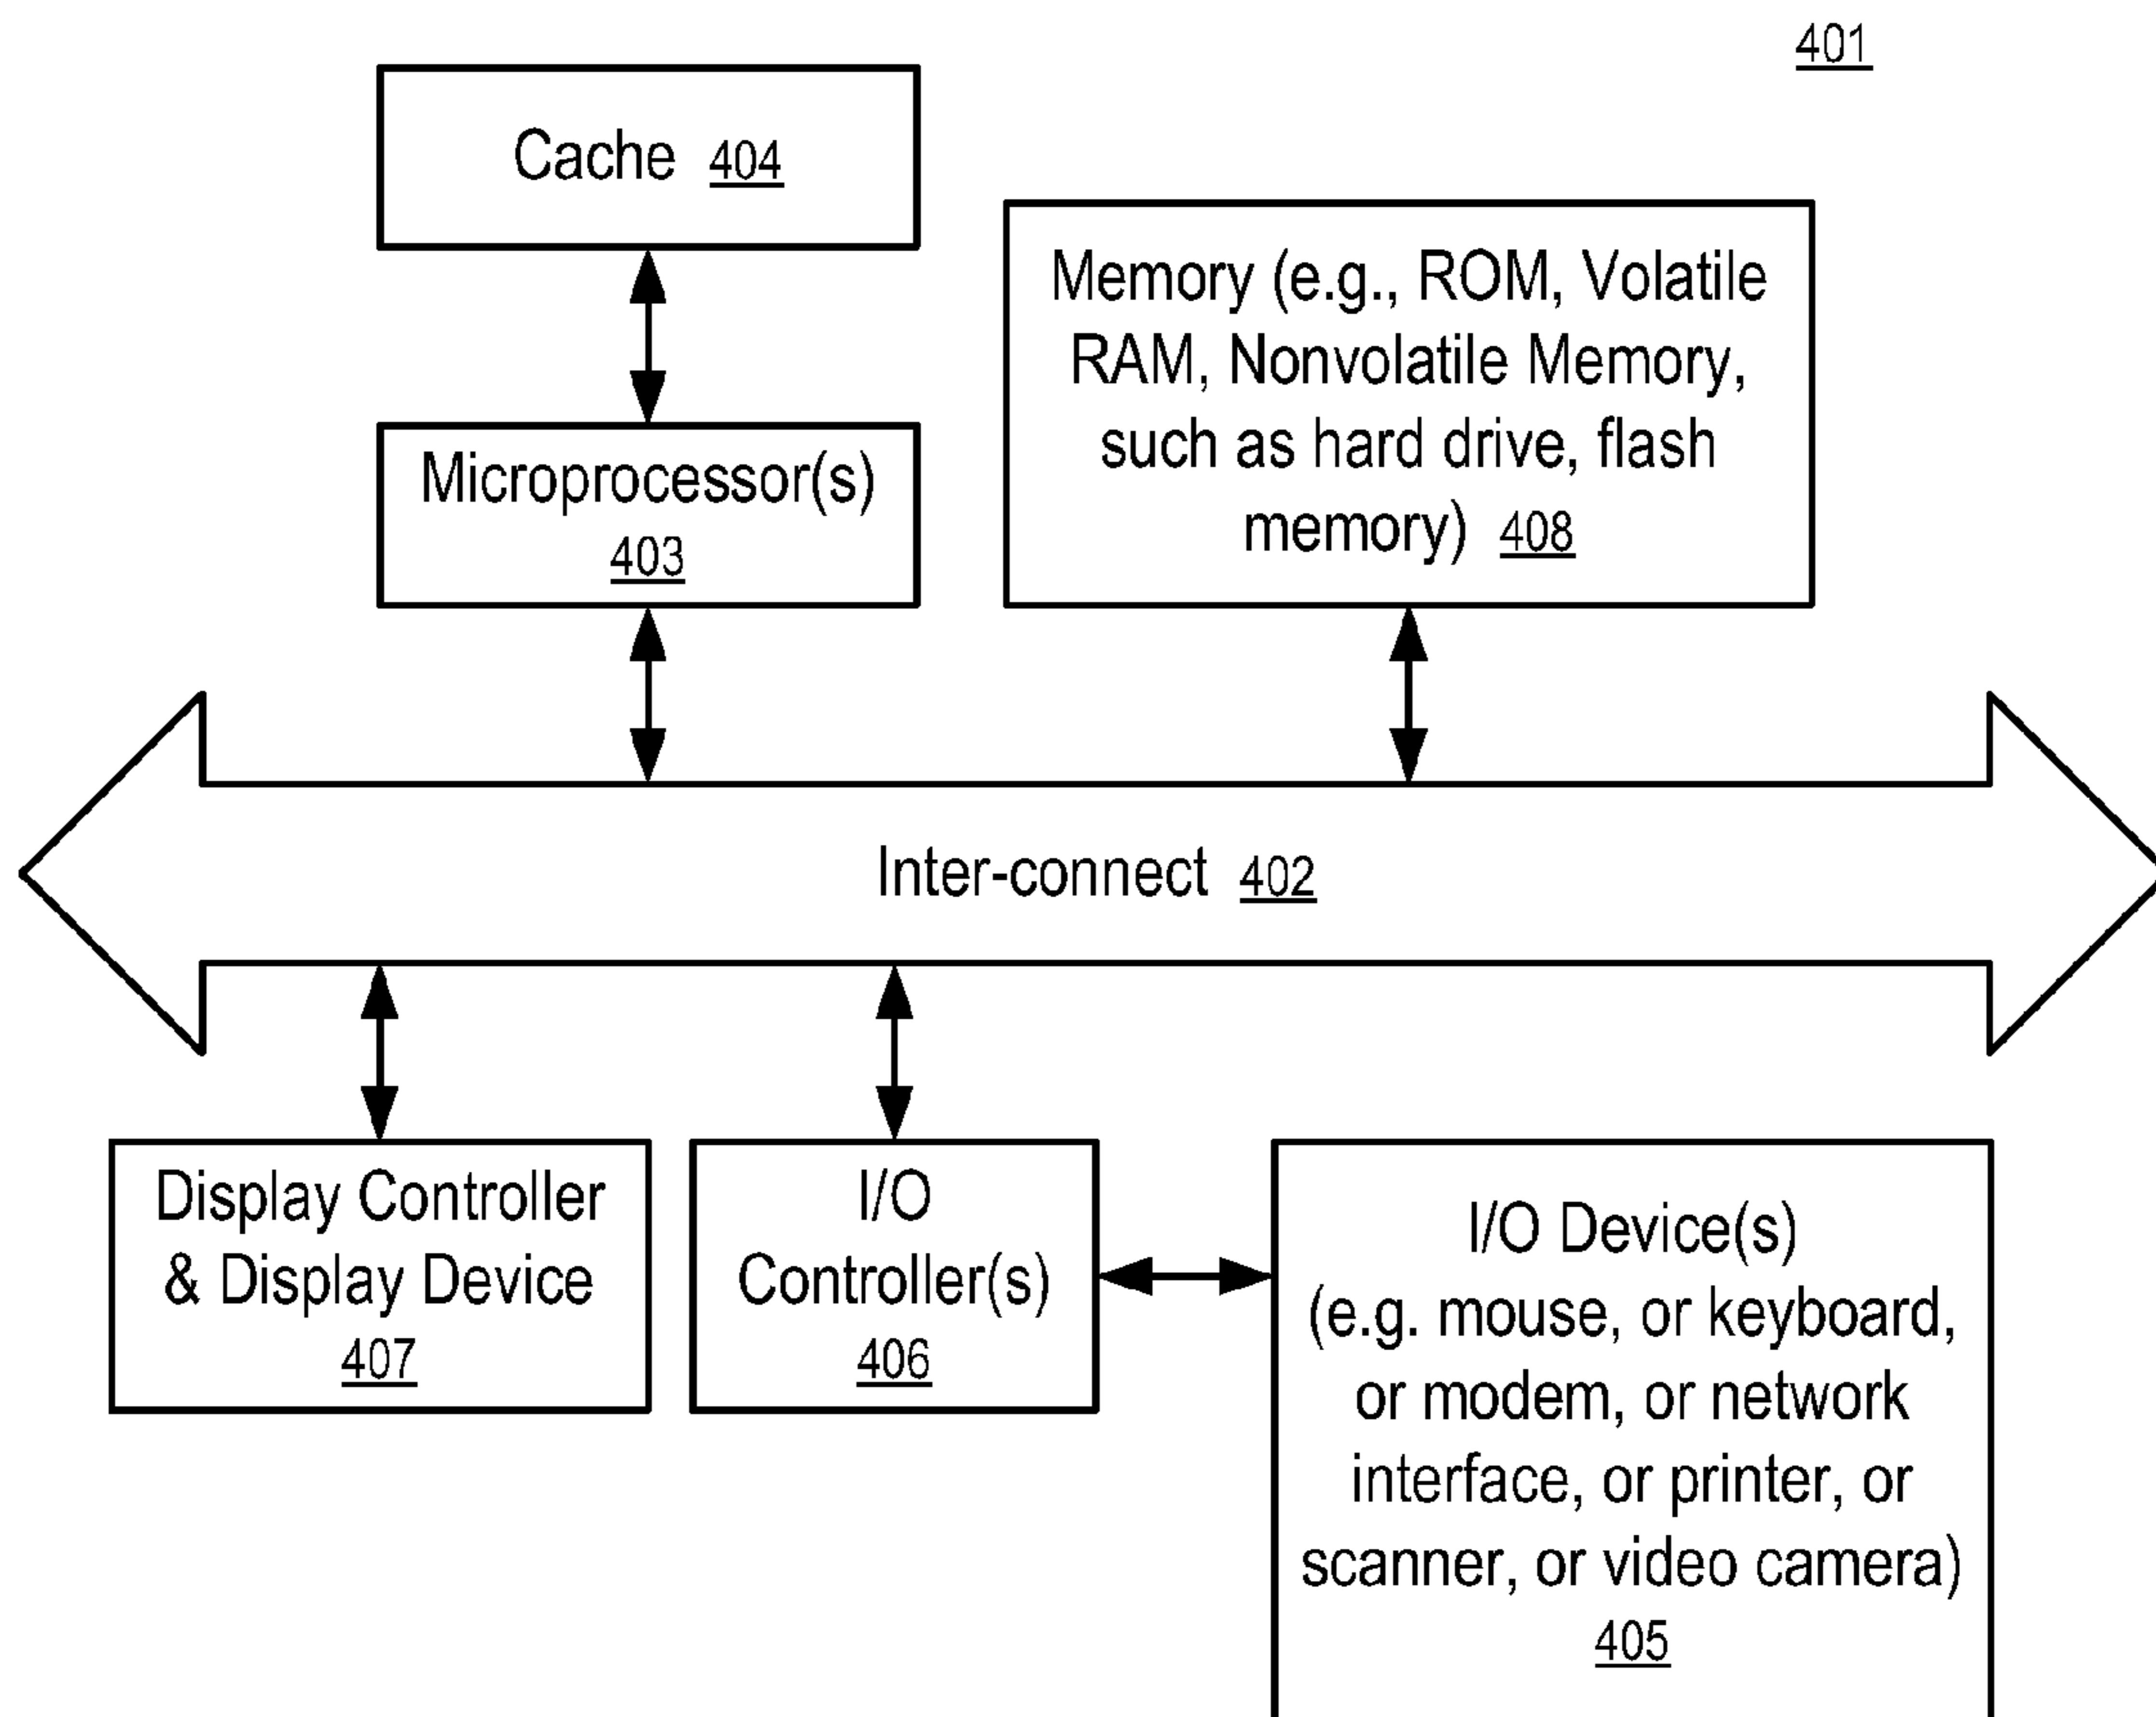 401
Cache 404
Memory (e.g., ROM, Volatile
RAM, Nonvolatile Memory,
such as hard drive, flash
memory) 408
Microprocessor(s)
403
Inter-connect 402
Display Controller
& Display Device
407
I/O
Controller(s)
406
I/O Device(s)
(e.g. mouse, or keyboard,
or modem, or network
interface, or printer, or
scanner, or video camera)
405